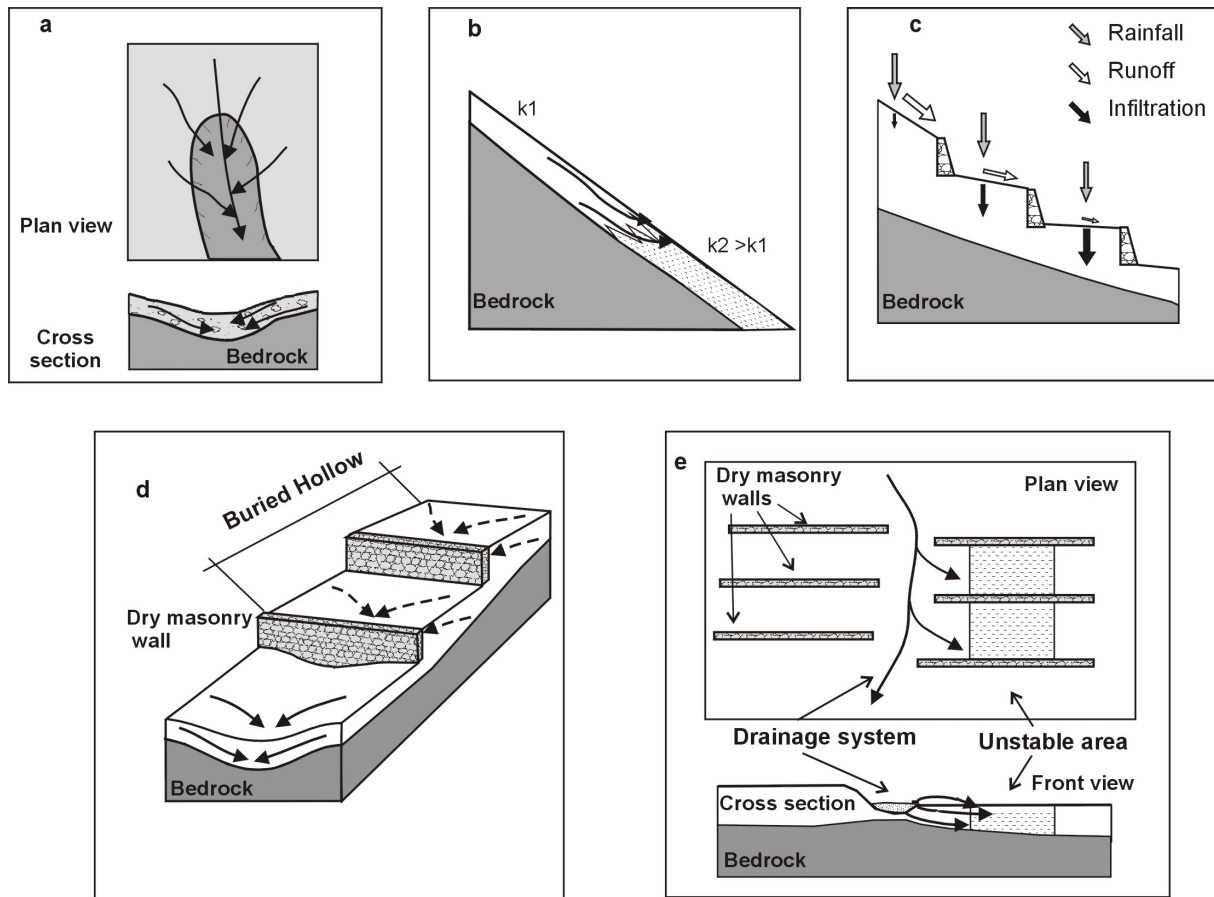 a
Plan view
Cross
section
Bedrock
b
k1
k2 >k1
Bedrock
c
Rainfall
Runoff
Infiltration
Bedrock
d
Buried Hollow
Dry masonry
wall
Bedrock
e
Dry masonry
walls
Plan view
Drainage system
Unstable area
Front view
Cross section
Bedrock